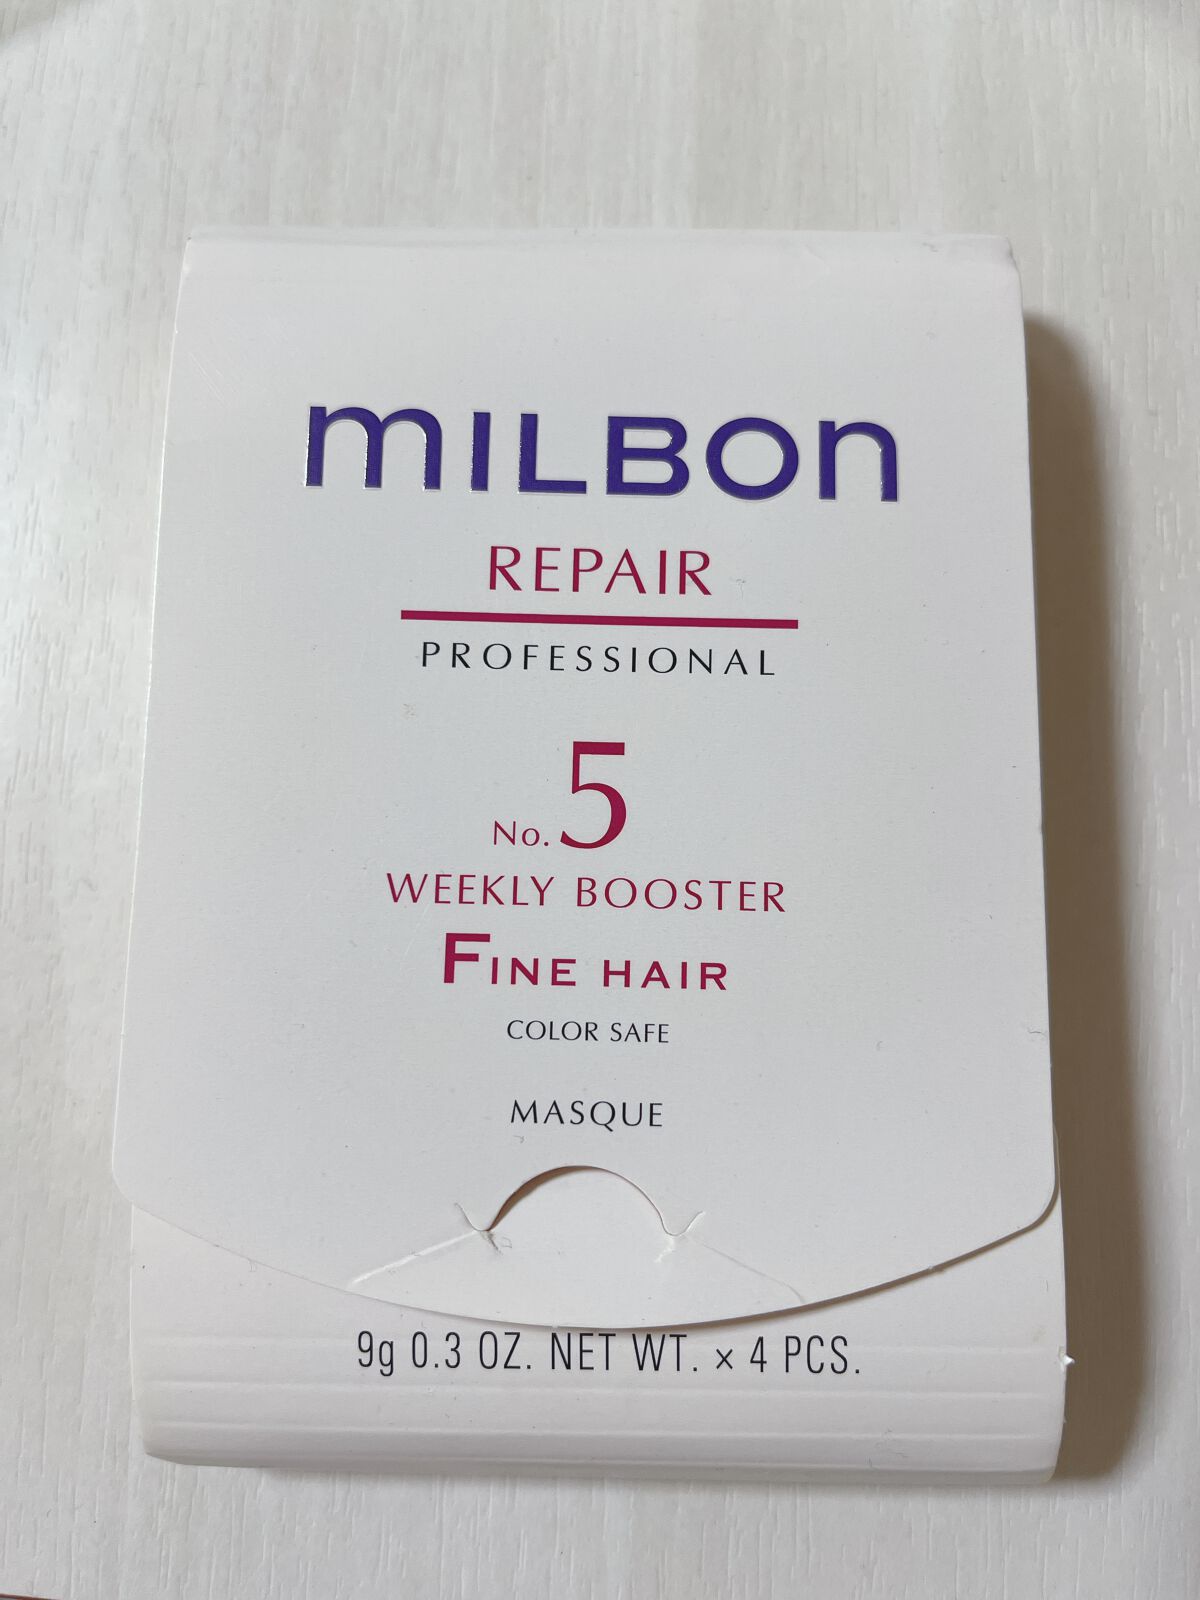 MILBON
REPAIR
PROFESSIONAL
No. 5
WEEKLY BOOSTER
FINE HAIR
COLOR SAFE
MASQUE
9g 0.3 OZ. NET WT. × 4 PCS.